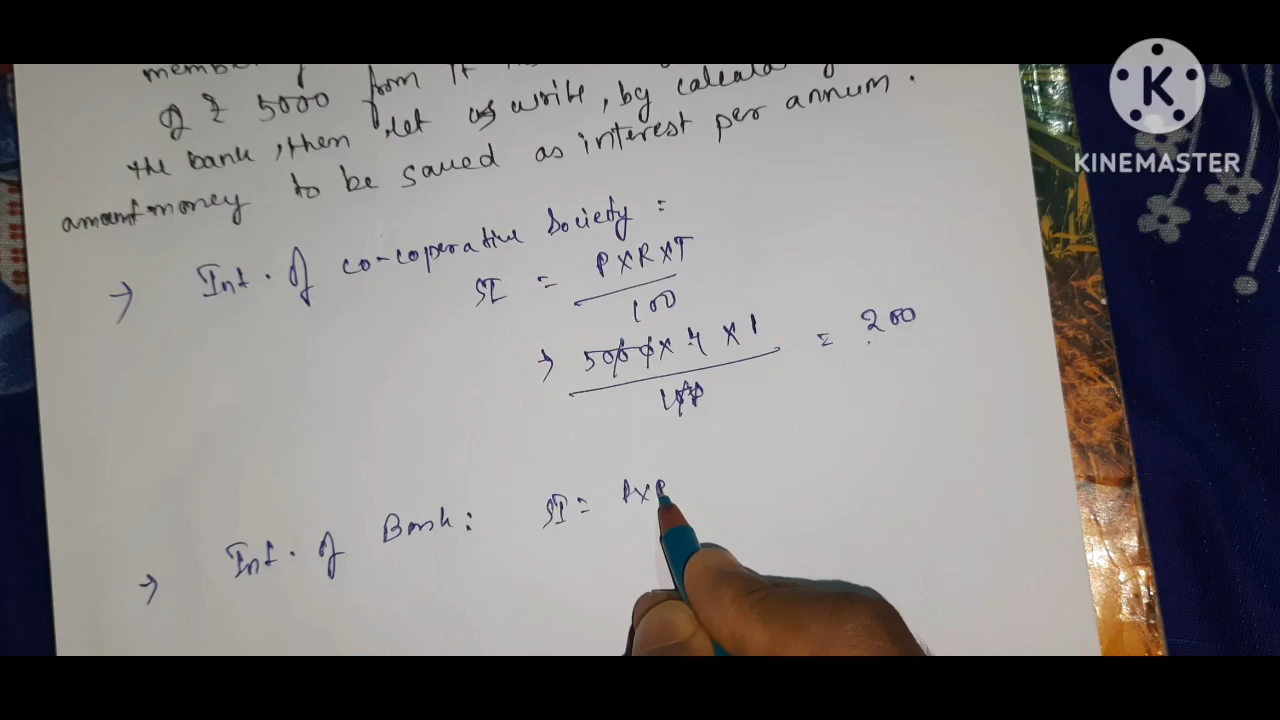 from
of ₹ 5000 from it
the bank, then let us write, by
amount money to be saved as interest per annum.
→ Int. of co-coperative Society :
SI = P X R X T
100
→ 5000 X 4 X 1 = 200
100
→ Int. of Bank : SI = P X R
K
KINEMASTER